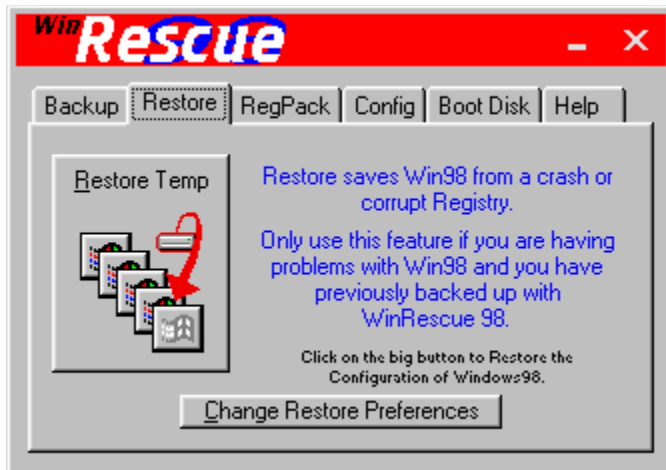 WinRescue
Backup Restore RegPack Config Boot Disk Help
Restore Temp
Restore saves Win98 from a crash or
corrupt Registry.
Only use this feature if you are having
problems with Win98 and you have
previously backed up with
WinRescue 98.
Click on the big button to Restore the
Configuration of Windows98.
Change Restore Preferences